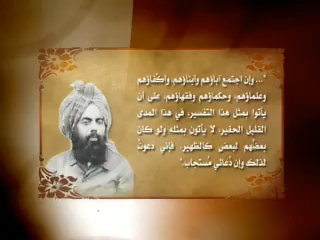 "... وإن اجتمع آباؤهم وأبناؤهم، وأكفاؤهم
وعلماؤهم، وحكماؤهم وفقهاؤهم، على أن
يأتوا بمثل هذا التفسير، في هذا المدى
القليل الحقير، لا يأتون بمثله ولو كان
بعضهم لبعض كالظهير، فإني دعوتُ
لذلك وإن دُعائي مُستجاب."